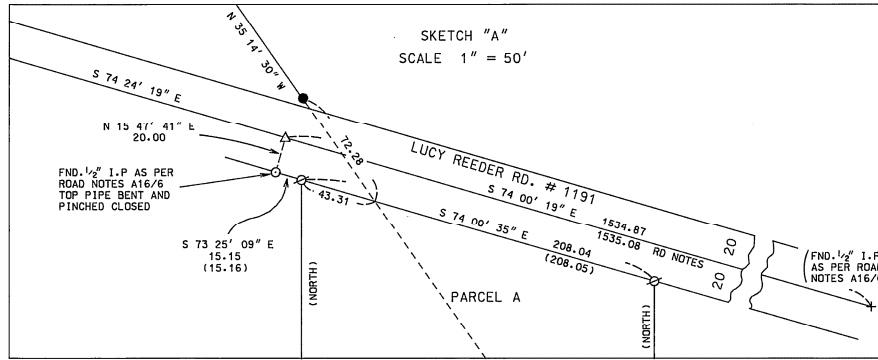 SKETCH "A"
SCALE 1" = 50'
N 35 14' 30" W
S 74 24' 19" E
N 15 47' 41" E
20.00
FND. 1/2" I.P AS PER
ROAD NOTES A16/6
TOP PIPE BENT AND
PINCHED CLOSED
72.28
LUCY REEDER RD. # 1191
S 74 00' 19" E
1534.87
1535.08 RD NOTES
20
20
43.31
S 73 25' 09" E
15.15
(15.16)
S 74 00' 35" E
208.04
(208.05)
(FND. 1/2" I.P
AS PER ROA
NOTES A16/
(NORTH)
PARCEL A
(NORTH)